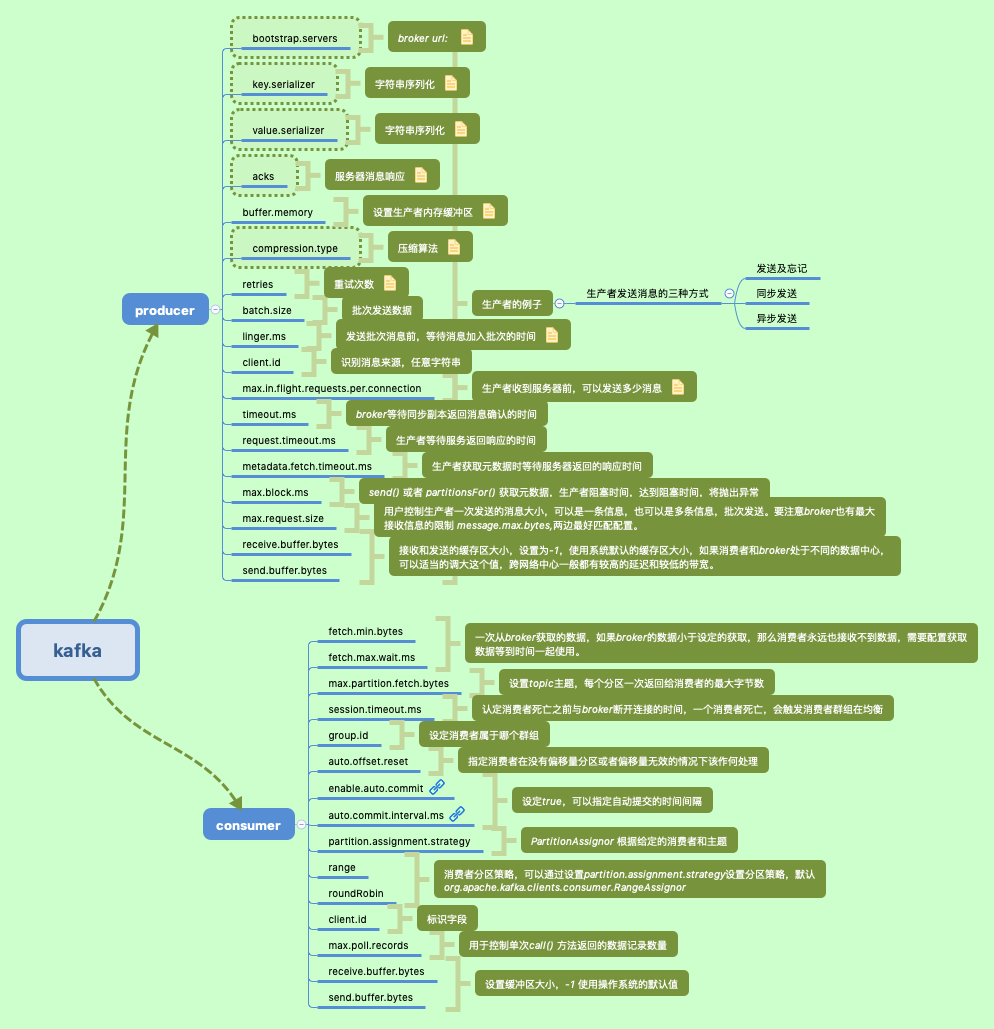 kafka
producer
bootstrap.servers
broker url:
key.serializer
字符串序列化
value.serializer
字符串序列化
acks
服务器消息响应
buffer.memory
设置生产者内存缓冲区
compression.type
压缩算法
retries
重试次数
batch.size
批次发送数据
linger.ms
发送批次消息前，等待消息加入批次的时间
client.id
识别消息来源，任意字符串
max.in.flight.requests.per.connection
生产者收到服务器前，可以发送多少消息
timeout.ms
broker等待同步副本返回消息确认的时间
request.timeout.ms
生产者等待服务返回响应的时间
metadata.fetch.timeout.ms
生产者获取元数据时等待服务器返回的响应时间
max.block.ms
send() 或者 partitionsFor() 获取元数据，生产者阻塞时间，达到阻塞时间，将抛出异常
max.request.size
用户控制生产者一次发送的消息大小，可以是一条信息，也可以是多条信息，批次发送。要注意broker也有最大
接收信息的限制 message.max.bytes,两边最好匹配配置。
receive.buffer.bytes
send.buffer.bytes
接收和发送的缓存区大小，设置为-1，使用系统默认的缓存区大小，如果消费者和broker处于不同的数据中心，
可以适当的调大这个值，跨网络中心一般都有较高的延迟和较低的带宽。
生产者的例子
生产者发送消息的三种方式
发送及忘记
同步发送
异步发送
consumer
fetch.min.bytes
fetch.max.wait.ms
一次从broker获取的数据，如果broker的数据小于设定的获取，那么消费者永远也接收不到数据，需要配置获取
数据等到时间一起使用。
max.partition.fetch.bytes
设置topic主题，每个分区一次返回给消费者的最大字节数
session.timeout.ms
认定消费者死亡之前与broker断开连接的时间，一个消费者死亡，会触发消费者群组在均衡
group.id
设定消费者属于哪个群组
auto.offset.reset
指定消费者在没有偏移量分区或者偏移量无效的情况下该作何处理
enable.auto.commit
auto.commit.interval.ms
设定true，可以指定自动提交的时间间隔
partition.assignment.strategy
PartitionAssignor 根据给定的消费者和主题
range
roundRobin
消费者分区策略，可以通过设置partition.assignment.strategy设置分区策略，默认
org.apache.kafka.clients.consumer.RangeAssignor
client.id
标识字段
max.poll.records
用于控制单次call() 方法返回的数据记录数量
receive.buffer.bytes
send.buffer.bytes
设置缓冲区大小，-1 使用操作系统的默认值